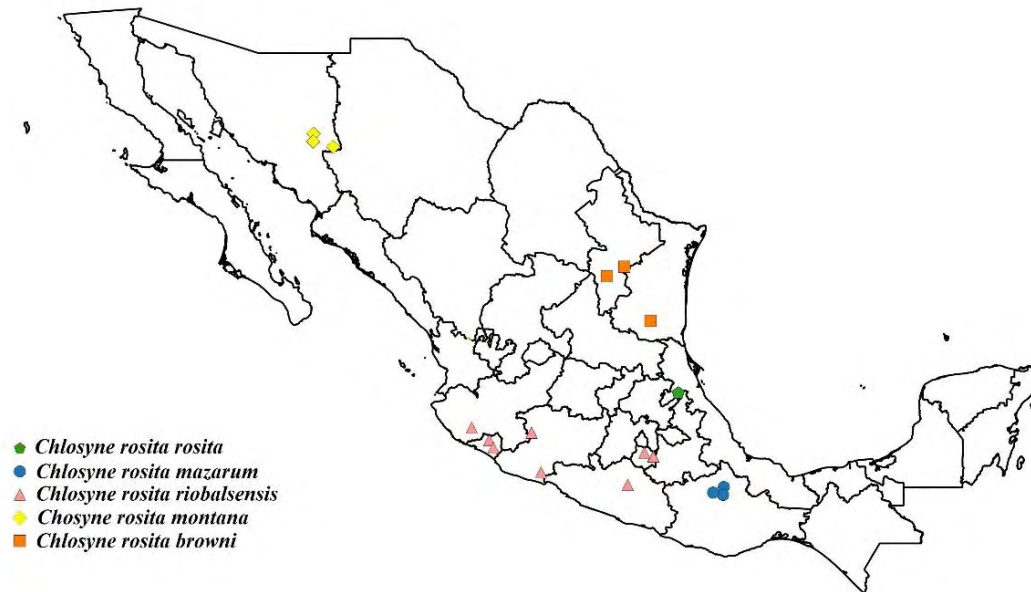 Chlosyne rosita rosita
Chlosyne rosita mazarum
Chlosyne rosita riobalsensis
Chosyne rosita montana
Chlosyne rosita browni